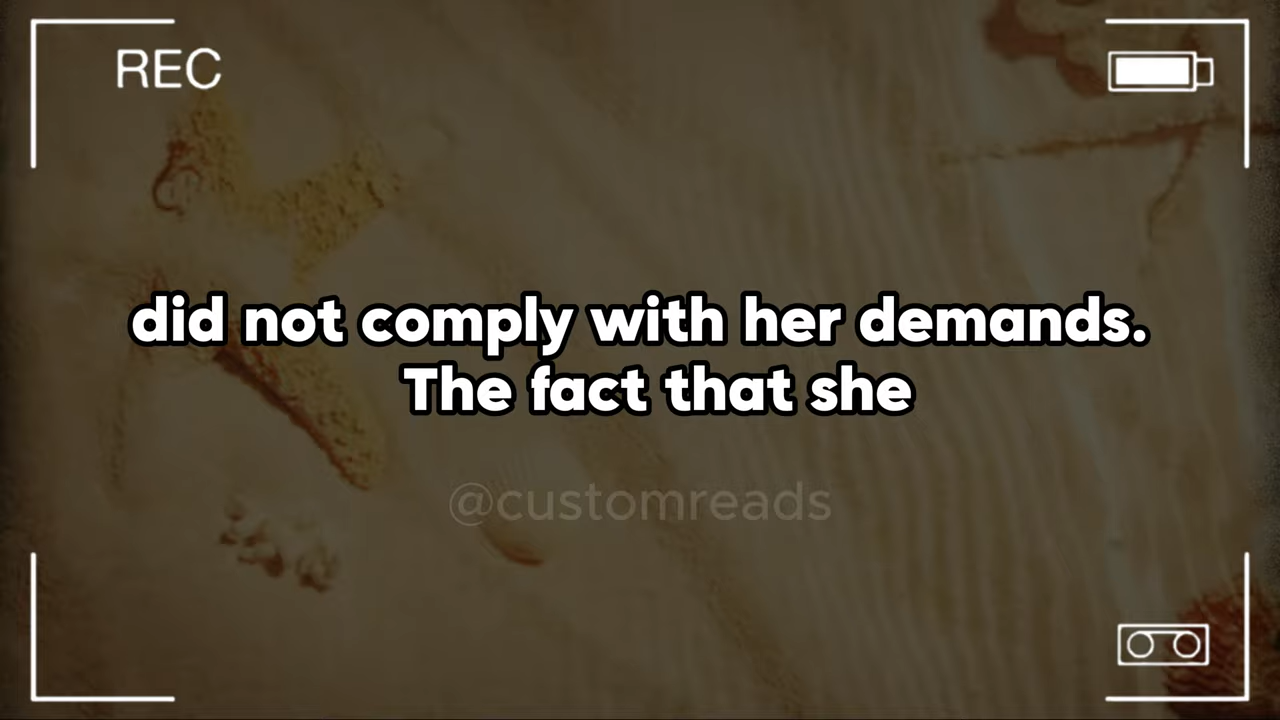 REC
did not comply with her demands.
The fact that she
@customreads